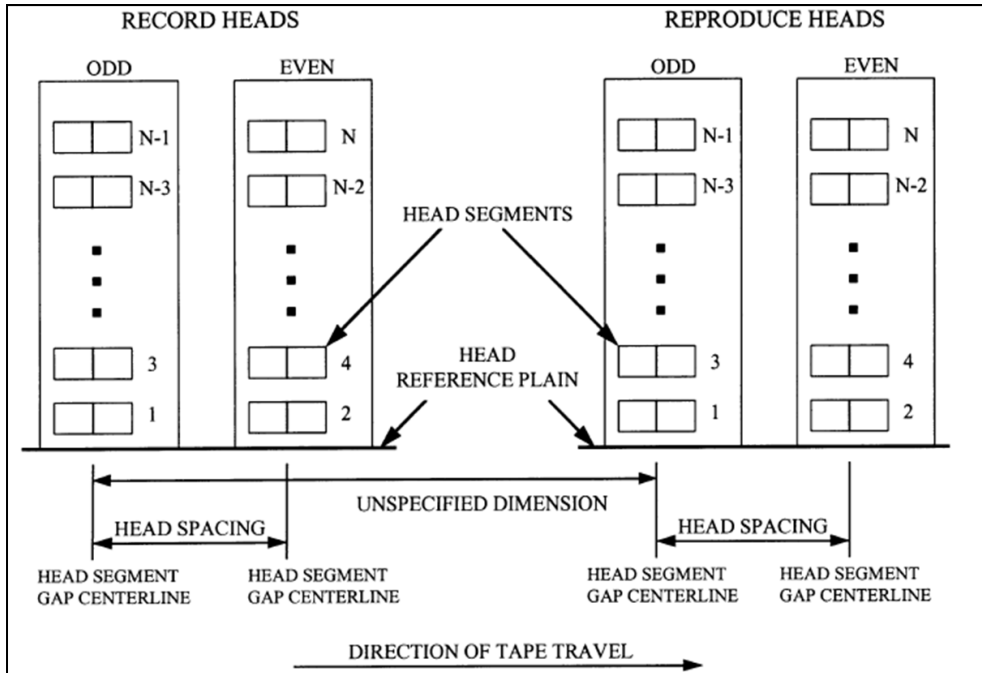 RECORD HEADS
REPRODUCE HEADS
ODD
EVEN
ODD
EVEN
N-1
N
N-1
N
N-3
N-2
N-3
N-2
HEAD SEGMENTS
3
4
3
4
HEAD
REFERENCE PLAIN
1
2
1
2
UNSPECIFIED DIMENSION
HEAD SPACING
HEAD SPACING
HEAD SEGMENT
GAP CENTERLINE
HEAD SEGMENT
GAP CENTERLINE
HEAD SEGMENT
GAP CENTERLINE
HEAD SEGMENT
GAP CENTERLINE
DIRECTION OF TAPE TRAVEL